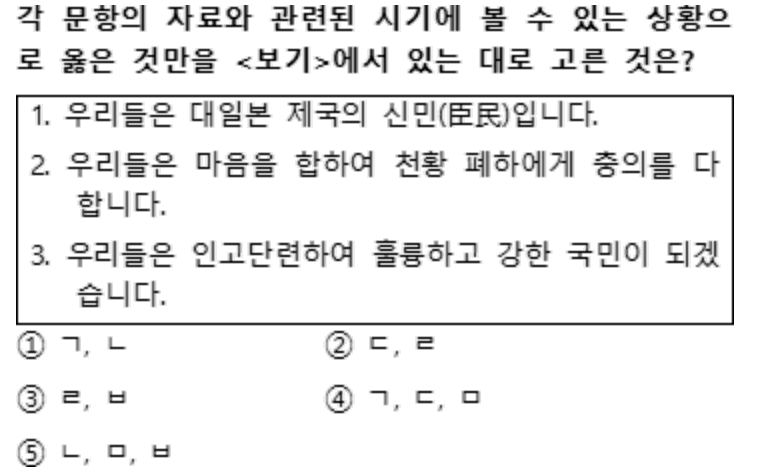 각 문항의 자료와 관련된 시기에 볼 수 있는 상황으
로 옳은 것만을 <보기>에서 있는 대로 고른 것은?
1. 우리들은 대일본 제국의 신민(臣民)입니다.
2. 우리들은 마음을 합하여 천황 폐하에게 충의를 다
합니다.
3. 우리들은 인고단련하여 훌륭하고 강한 국민이 되겠
습니다.
① ㄱ, ㄴ ② ㄷ, ㄹ
③ ㄹ, ㅂ ④ ㄱ, ㄷ, ㅁ
⑤ ㄴ, ㅁ, ㅂ